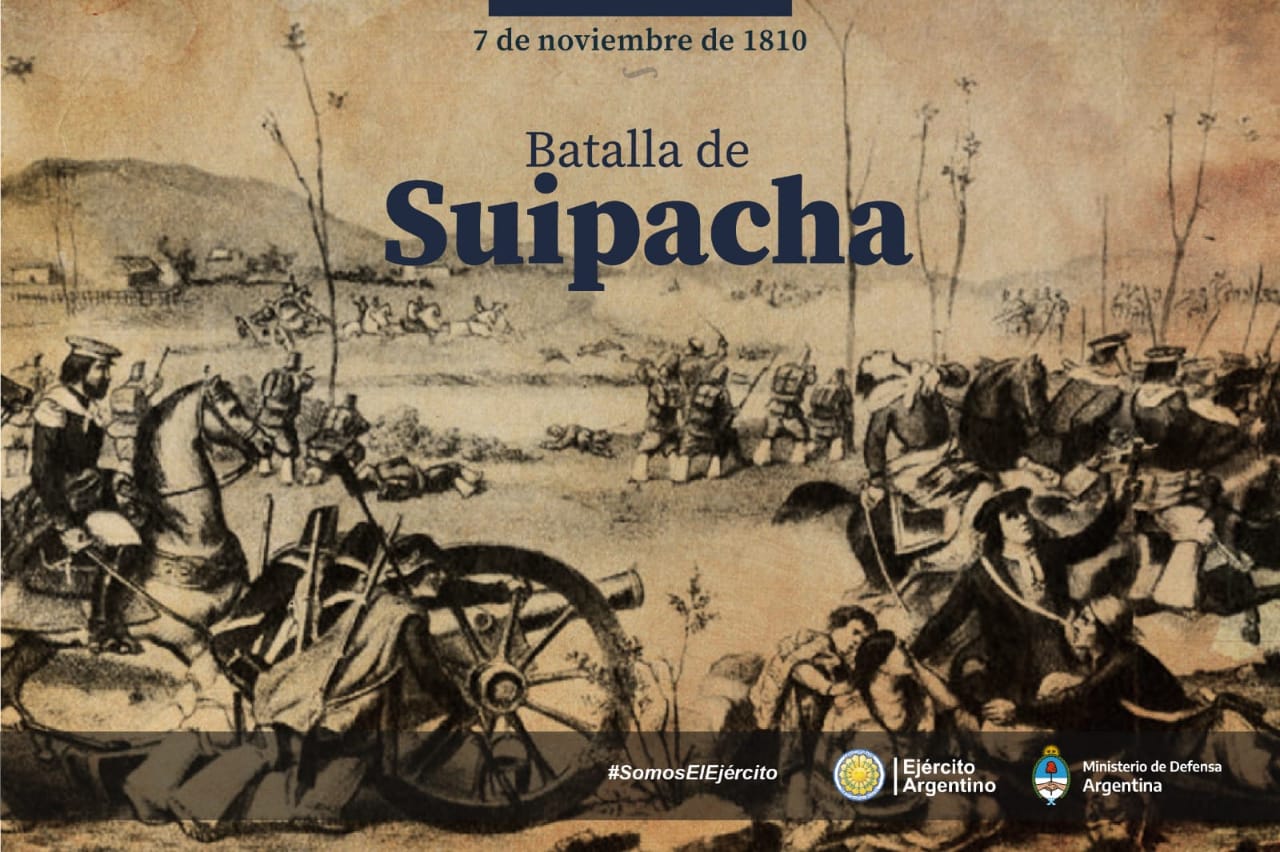 7 de noviembre de 1810
Batalla de
Suipacha
#SomosElEjército
Ejército
Argentino
Ministerio de Defensa
Argentina